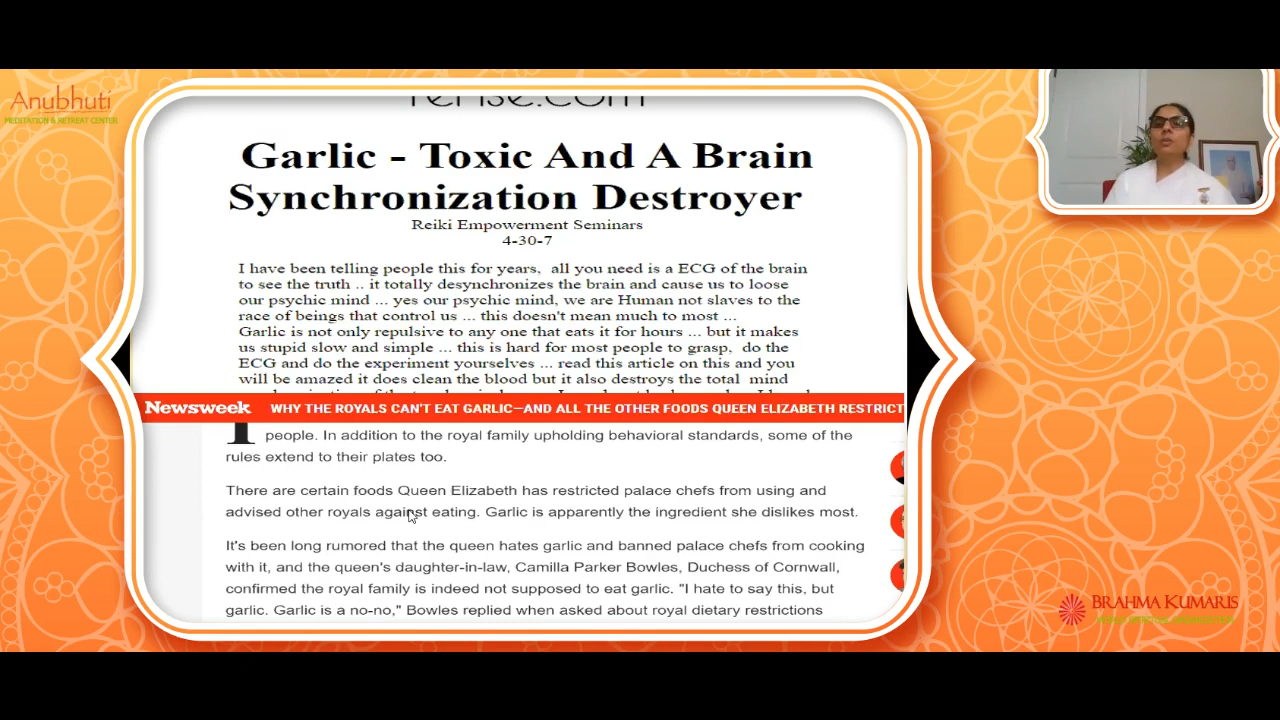 Anubhuti
MEDITATION & RETREAT CENTER
rense.com
Garlic - Toxic And A Brain
Synchronization Destroyer
Reiki Empowerment Seminars
4-30-7
I have been telling people this for years, all you need is a ECG of the brain
to see the truth .. it totally desynchronizes the brain and cause us to loose
our psychic mind ... yes our psychic mind, we are Human not slaves to the
race of beings that control us ... this doesn't mean much to most ...
Garlic is not only repulsive to any one that eats it for hours ... but it makes
us stupid slow and simple ... this is hard for most people to grasp, do the
ECG and do the experiment yourselves ... read this article on this and you
will be amazed it does clean the blood but it also destroys the total mind
Newsweek WHY THE ROYALS CAN'T EAT GARLIC—AND ALL THE OTHER FOODS QUEEN ELIZABETH RESTRICT
people. In addition to the royal family upholding behavioral standards, some of the
rules extend to their plates too.
There are certain foods Queen Elizabeth has restricted palace chefs from using and
advised other royals against eating. Garlic is apparently the ingredient she dislikes most.
It's been long rumored that the queen hates garlic and banned palace chefs from cooking
with it, and the queen's daughter-in-law, Camilla Parker Bowles, Duchess of Cornwall,
confirmed the royal family is indeed not supposed to eat garlic. "I hate to say this, but
garlic. Garlic is a no-no," Bowles replied when asked about royal dietary restrictions
BRAHMA KUMARIS